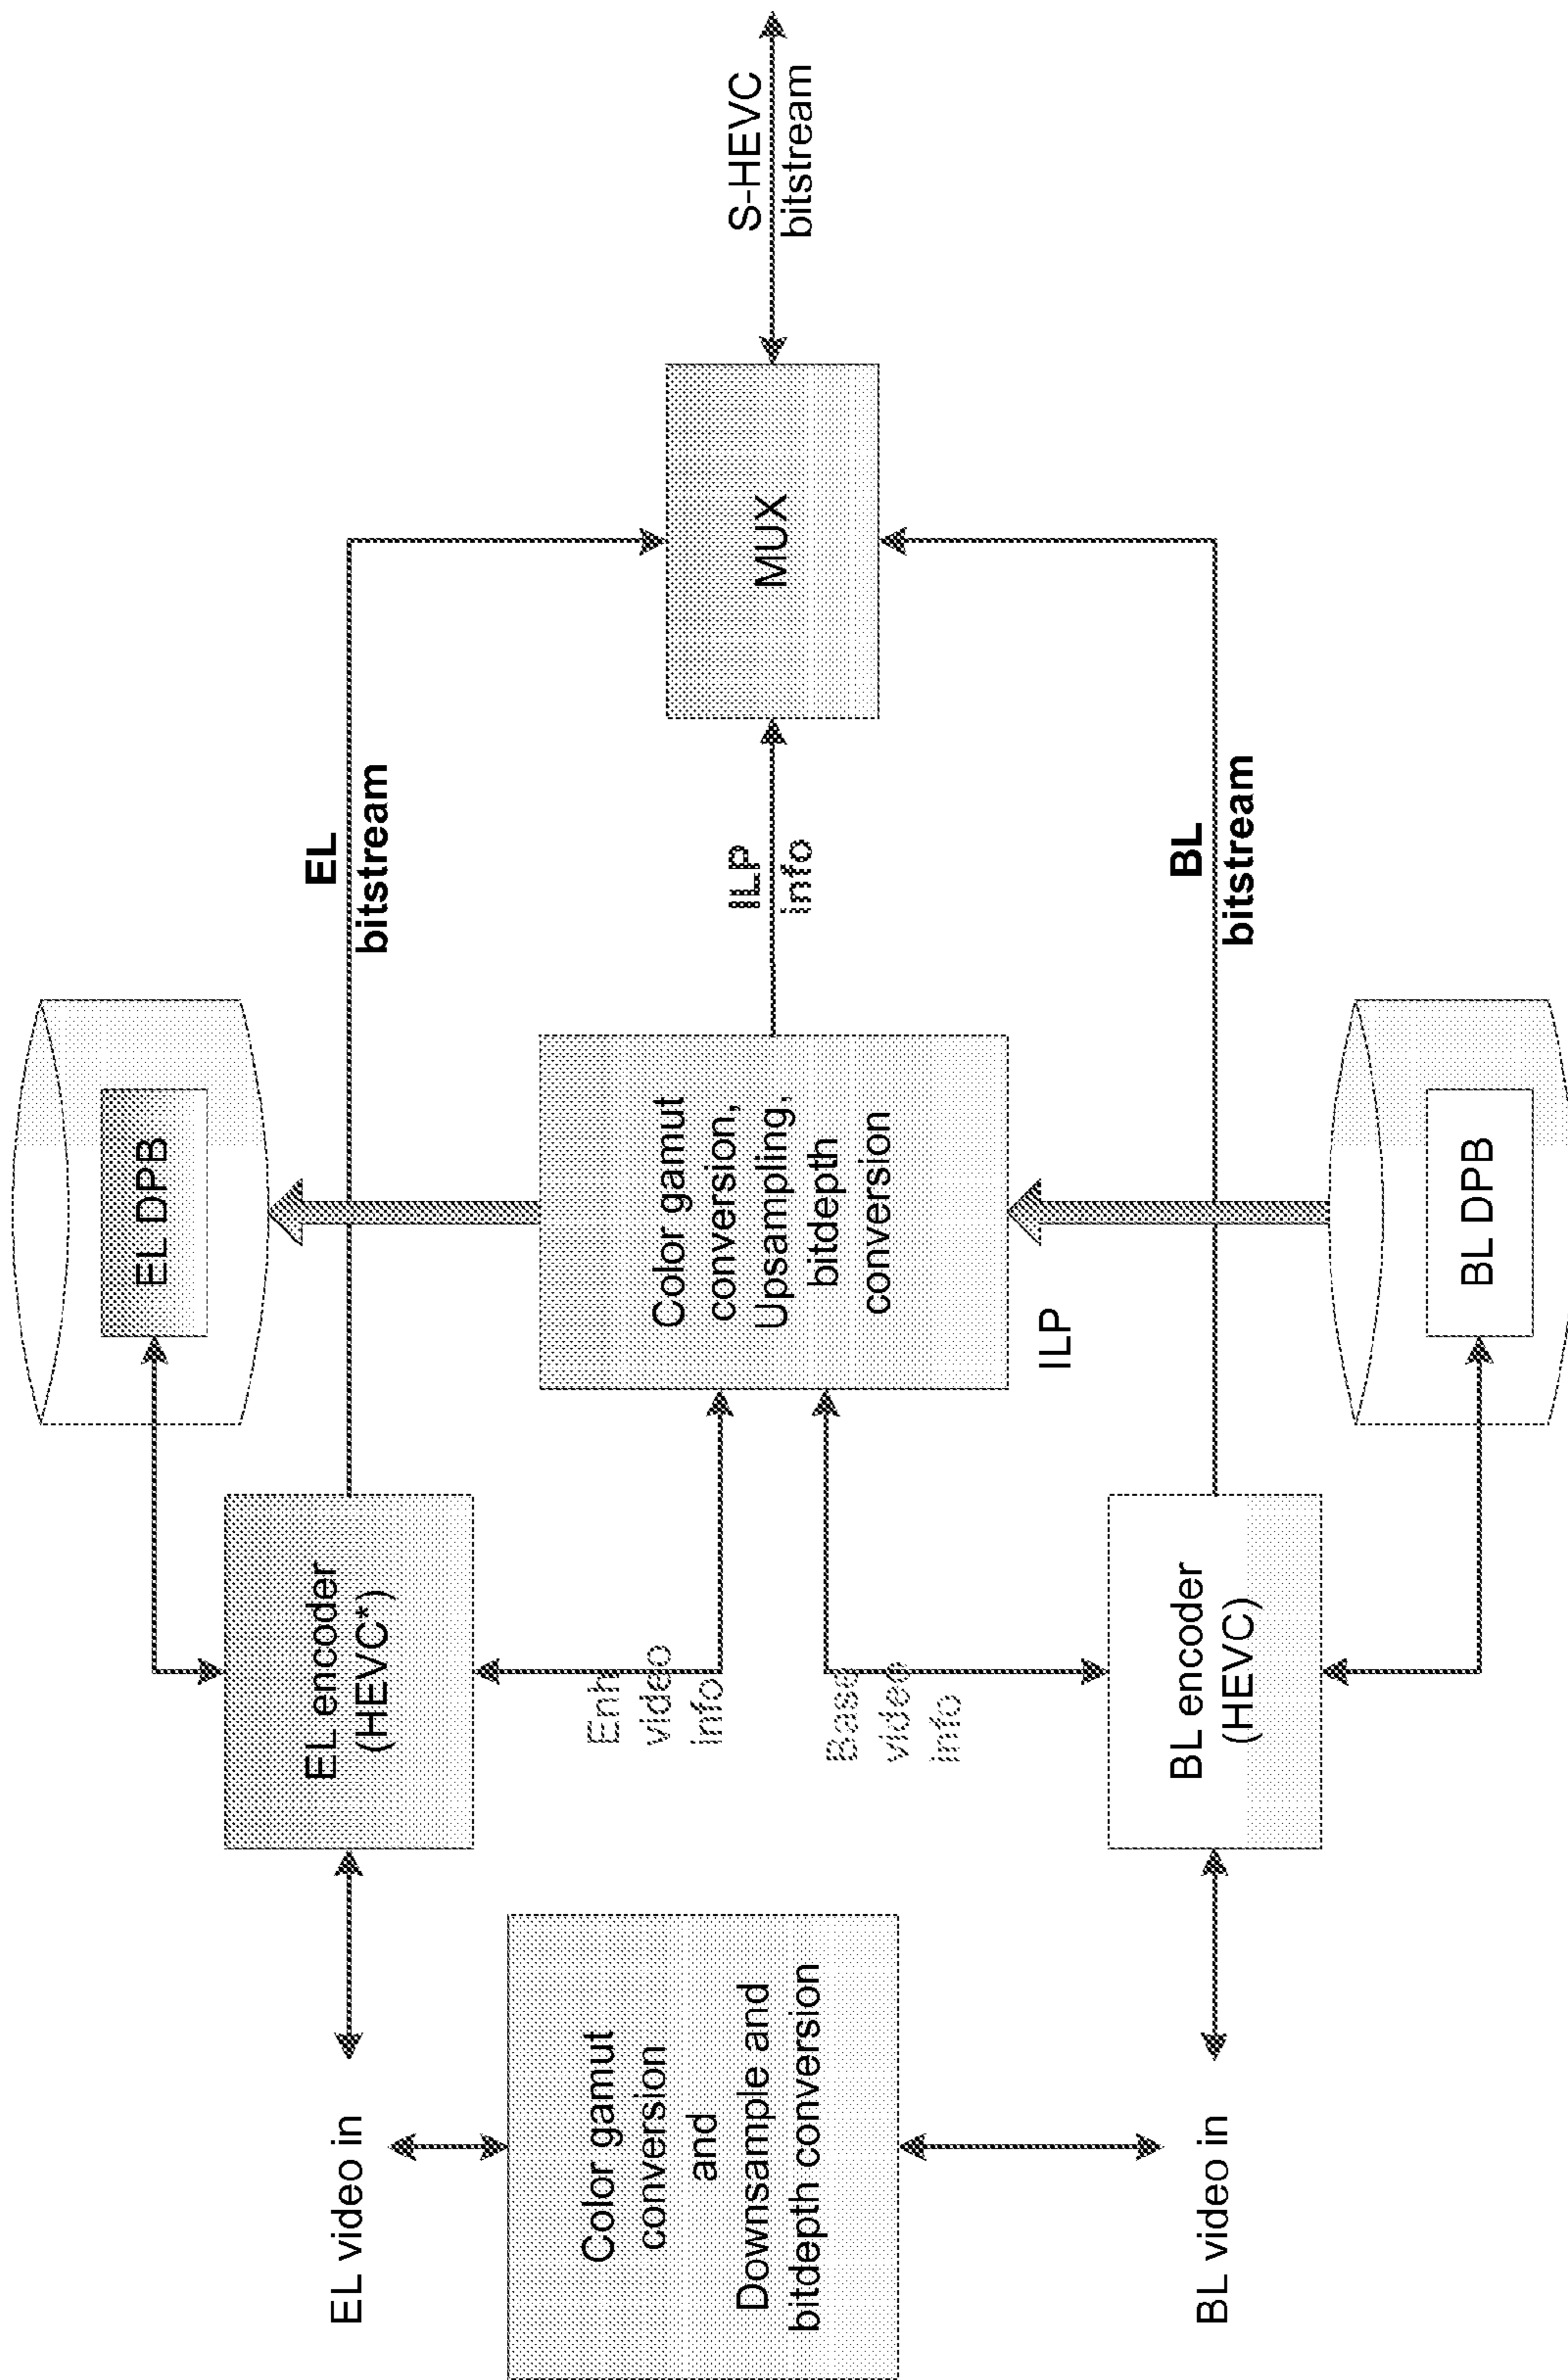 EL video in
Color gamut
conversion
and
Downsample and
bitdepth conversion
BL video in
EL encoder
(HEVC*)
Enh
video
info
Base
video
info
BL encoder
(HEVC)
EL DPB
Color gamut
conversion,
Upsampling,
bitdepth
conversion
ILP
BL DPB
EL
bitstream
ILP
info
BL
bitstream
MUX
S-HEVC
bitstream